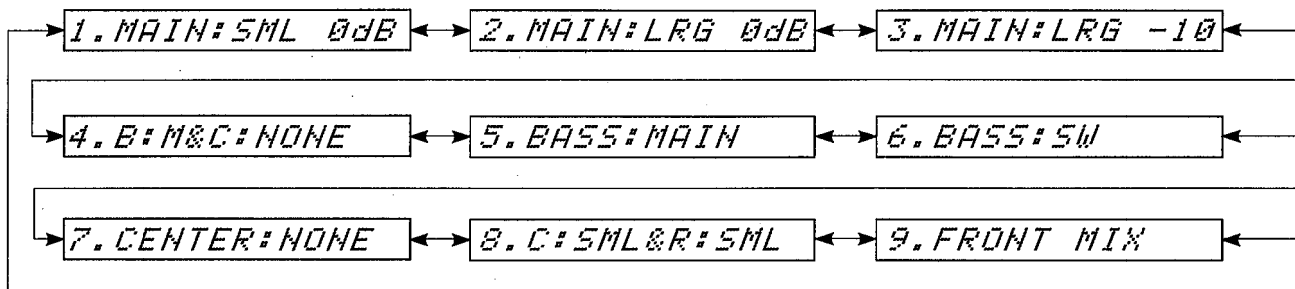 1.MAIN:SML 0dB
2.MAIN:LRG 0dB
3.MAIN:LRG -10
4.B:M&C:NONE
5.BASS:MAIN
6.BASS:SW
7.CENTER:NONE
8.C:SML&R:SML
9.FRONT MIX